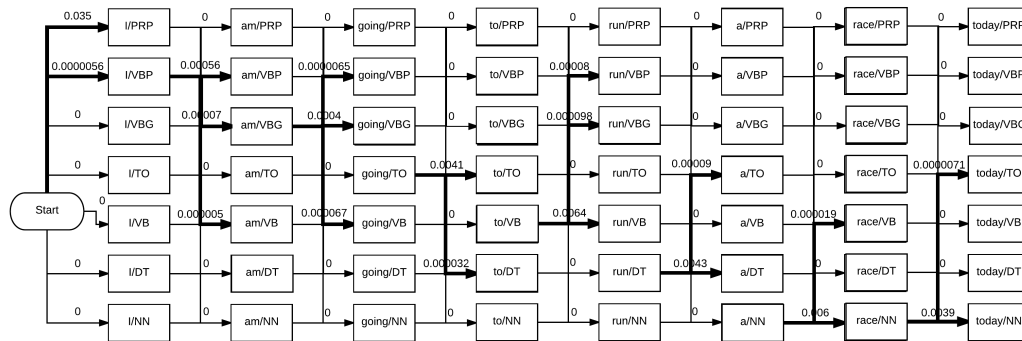 0.035 0 0 0 0 0 0 0
I/PRP am/PRP going/PRP to/PRP run/PRP a/PRP race/PRP today/PRP
0.0000056 0.00056 0.0000065 0 0.00008 0 0 0
I/VBP am/VBP going/VBP to/VBP run/VBP a/VBP race/VBP today/VBP
0 0.00007 0.0004 0 0.000098 0 0 0
I/VBG am/VBG going/VBG to/VBG run/VBG a/VBG race/VBG today/VBG
0 0 0 0.0041 0 0.00009 0 0.0000071
I/TO am/TO going/TO to/TO run/TO a/TO race/TO today/TO
Start
0 0.000005 0.000067 0 0.0064 0 0.000019 0
I/VB am/VB going/VB to/VB run/VB a/VB race/VB today/VB
0 0 0 0.000032 0 0.0043 0 0
I/DT am/DT going/DT to/DT run/DT a/DT race/DT today/DT
0 0 0 0 0 0 0.006 0.0039
I/NN am/NN going/NN to/NN run/NN a/NN race/NN today/NN